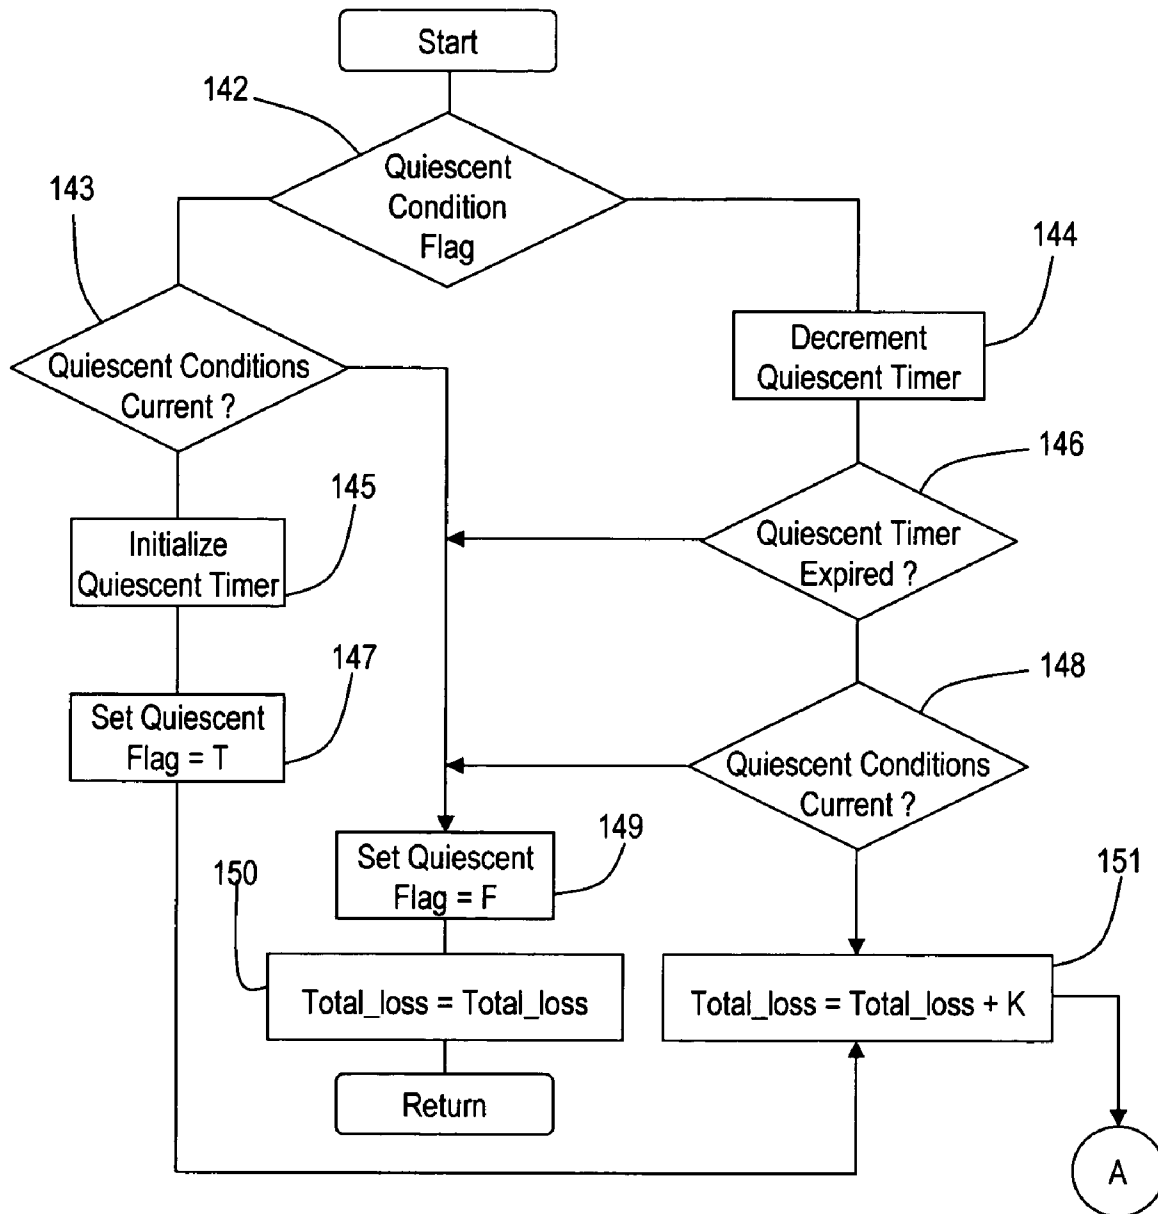 Start
142
Quiescent
Condition
Flag
143
144
Decrement
Quiescent Timer
Quiescent Conditions
Current ?
146
Quiescent Timer
Expired ?
145
Initialize
Quiescent Timer
147
Set Quiescent
Flag = T
148
Quiescent Conditions
Current ?
149
Set Quiescent
Flag = F
150
Total_loss = Total_loss
151
Total_loss = Total_loss + K
Return
A